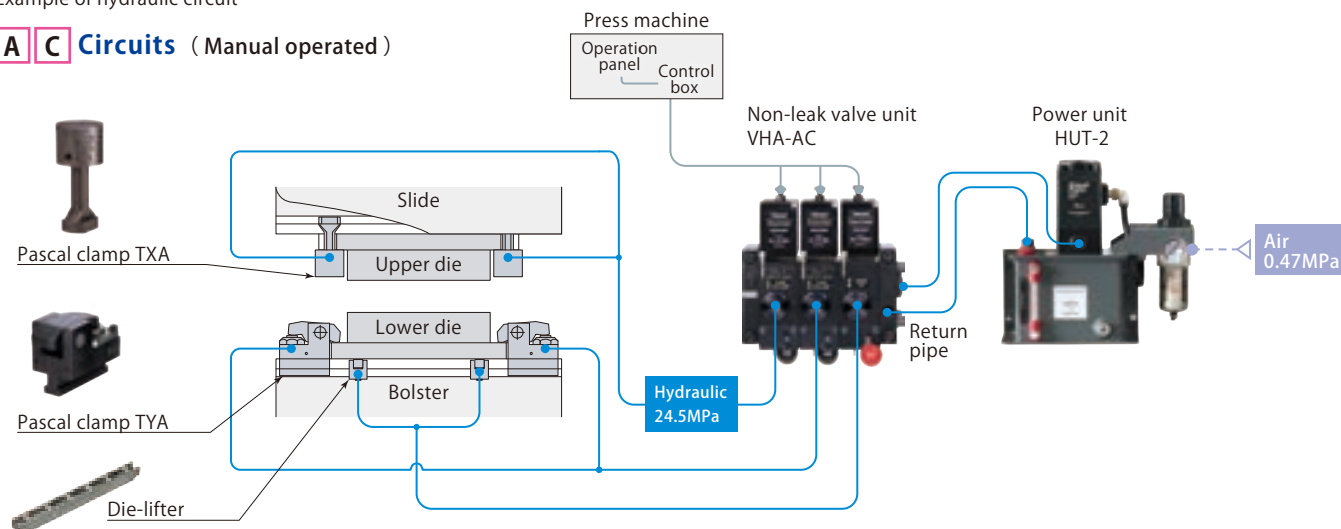 Example of hydraulic circuit
A C Circuits ( Manual operated )
Press machine
Operation
panel
Control
box
Non-leak valve unit
VHA-AC
Power unit
HUT-2
Slide
Pascal clamp TXA
Upper die
Air
0.47MPa
Lower die
Return
pipe
Bolster
Hydraulic
24.5MPa
Pascal clamp TYA
Die-lifter